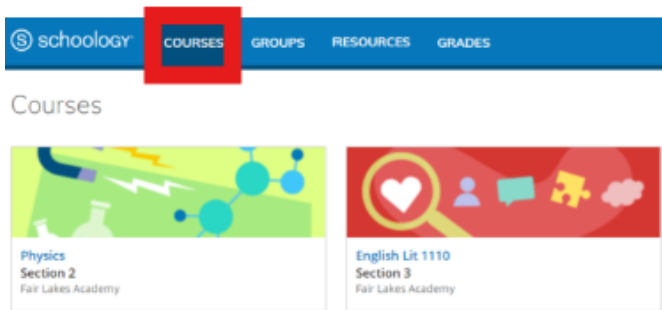 S schoology COURSES GROUPS RESOURCES GRADES
Courses
Physics
Section 2
Fair Lakes Academy
English Lit 1110
Section 3
Fair Lakes Academy